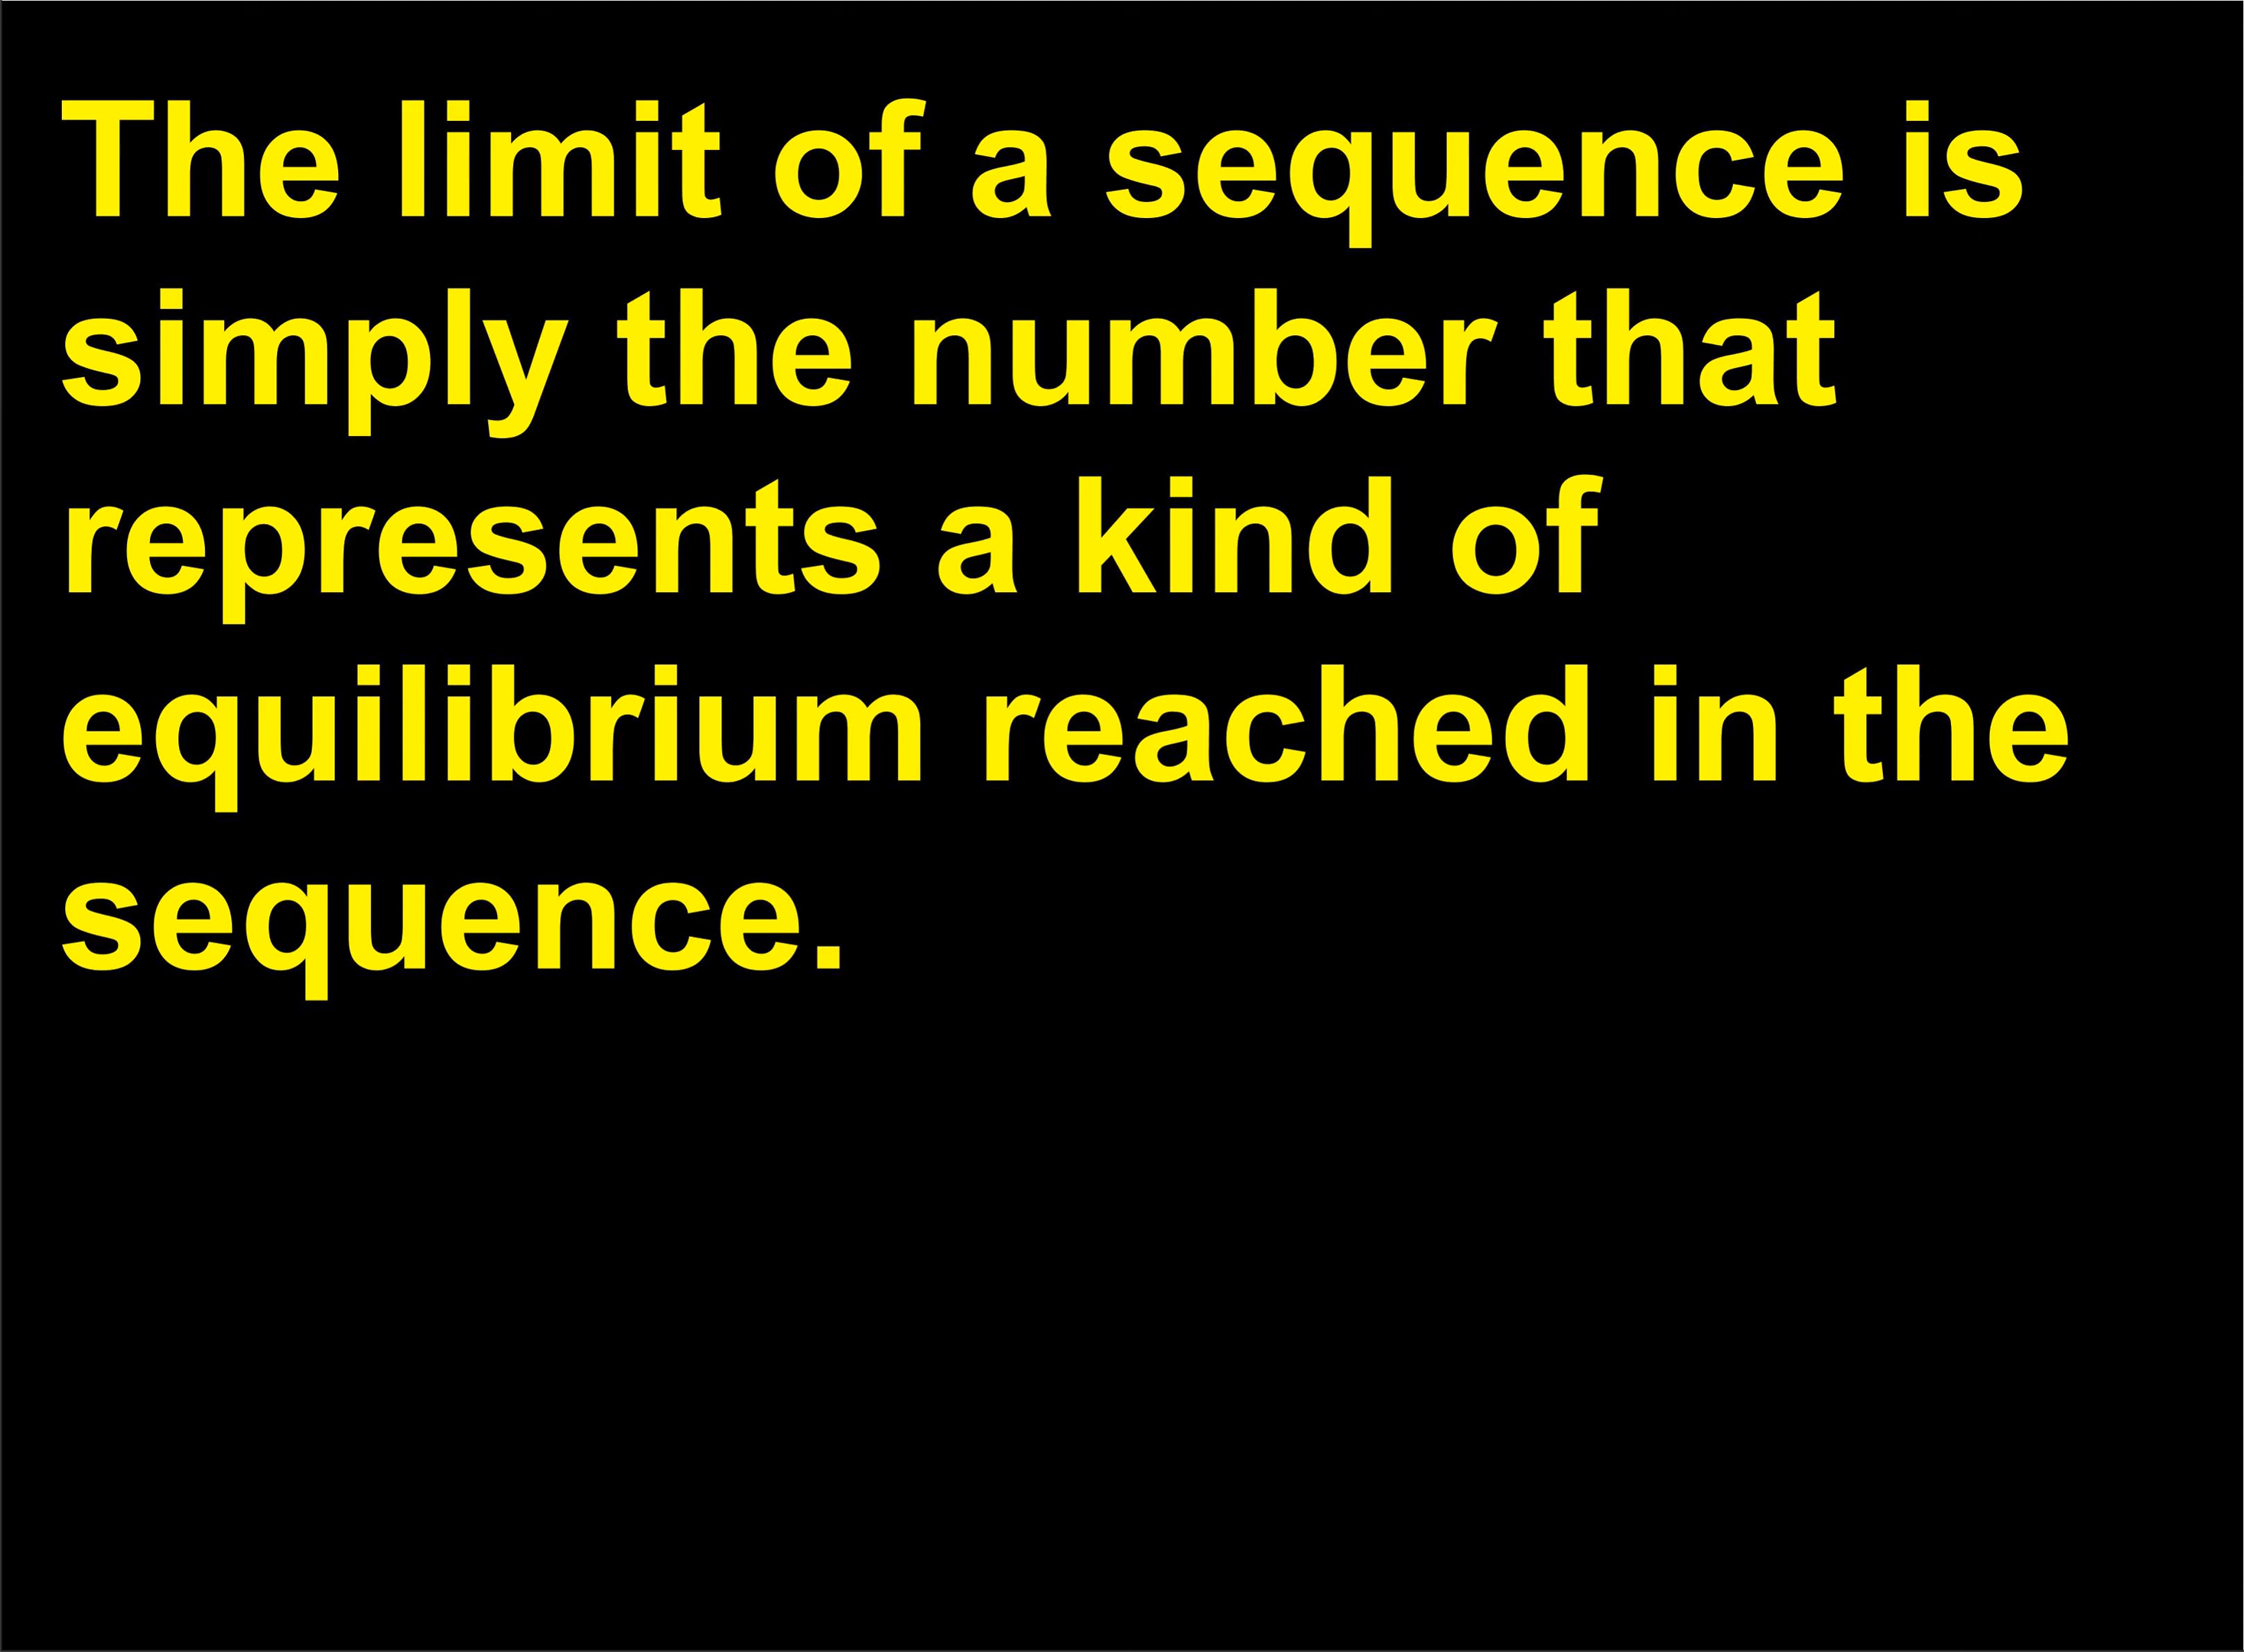 The limit of a sequence is
simply the number that
represents a kind of
equilibrium reached in the
sequence.